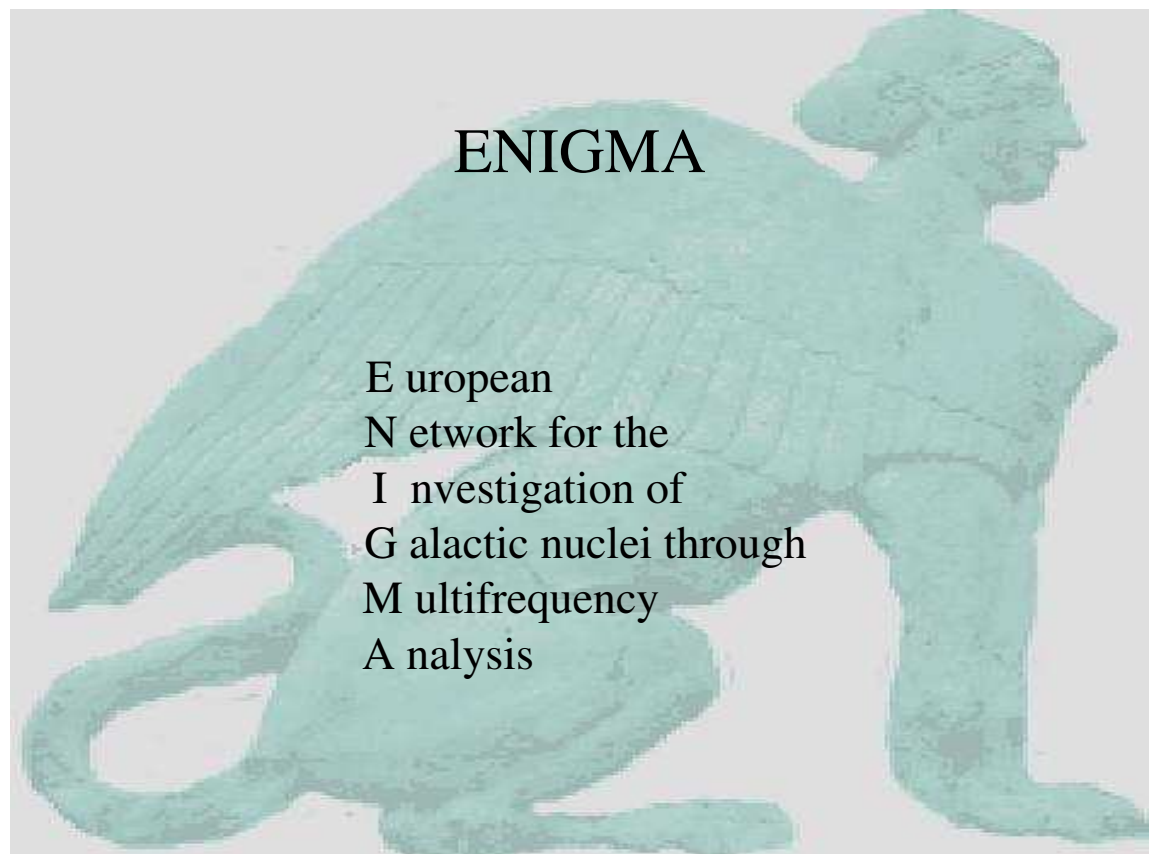 ENIGMA
E uropean
N etwork for the
I nvestigation of
G alactic nuclei through
M ultifrequency
A nalysis